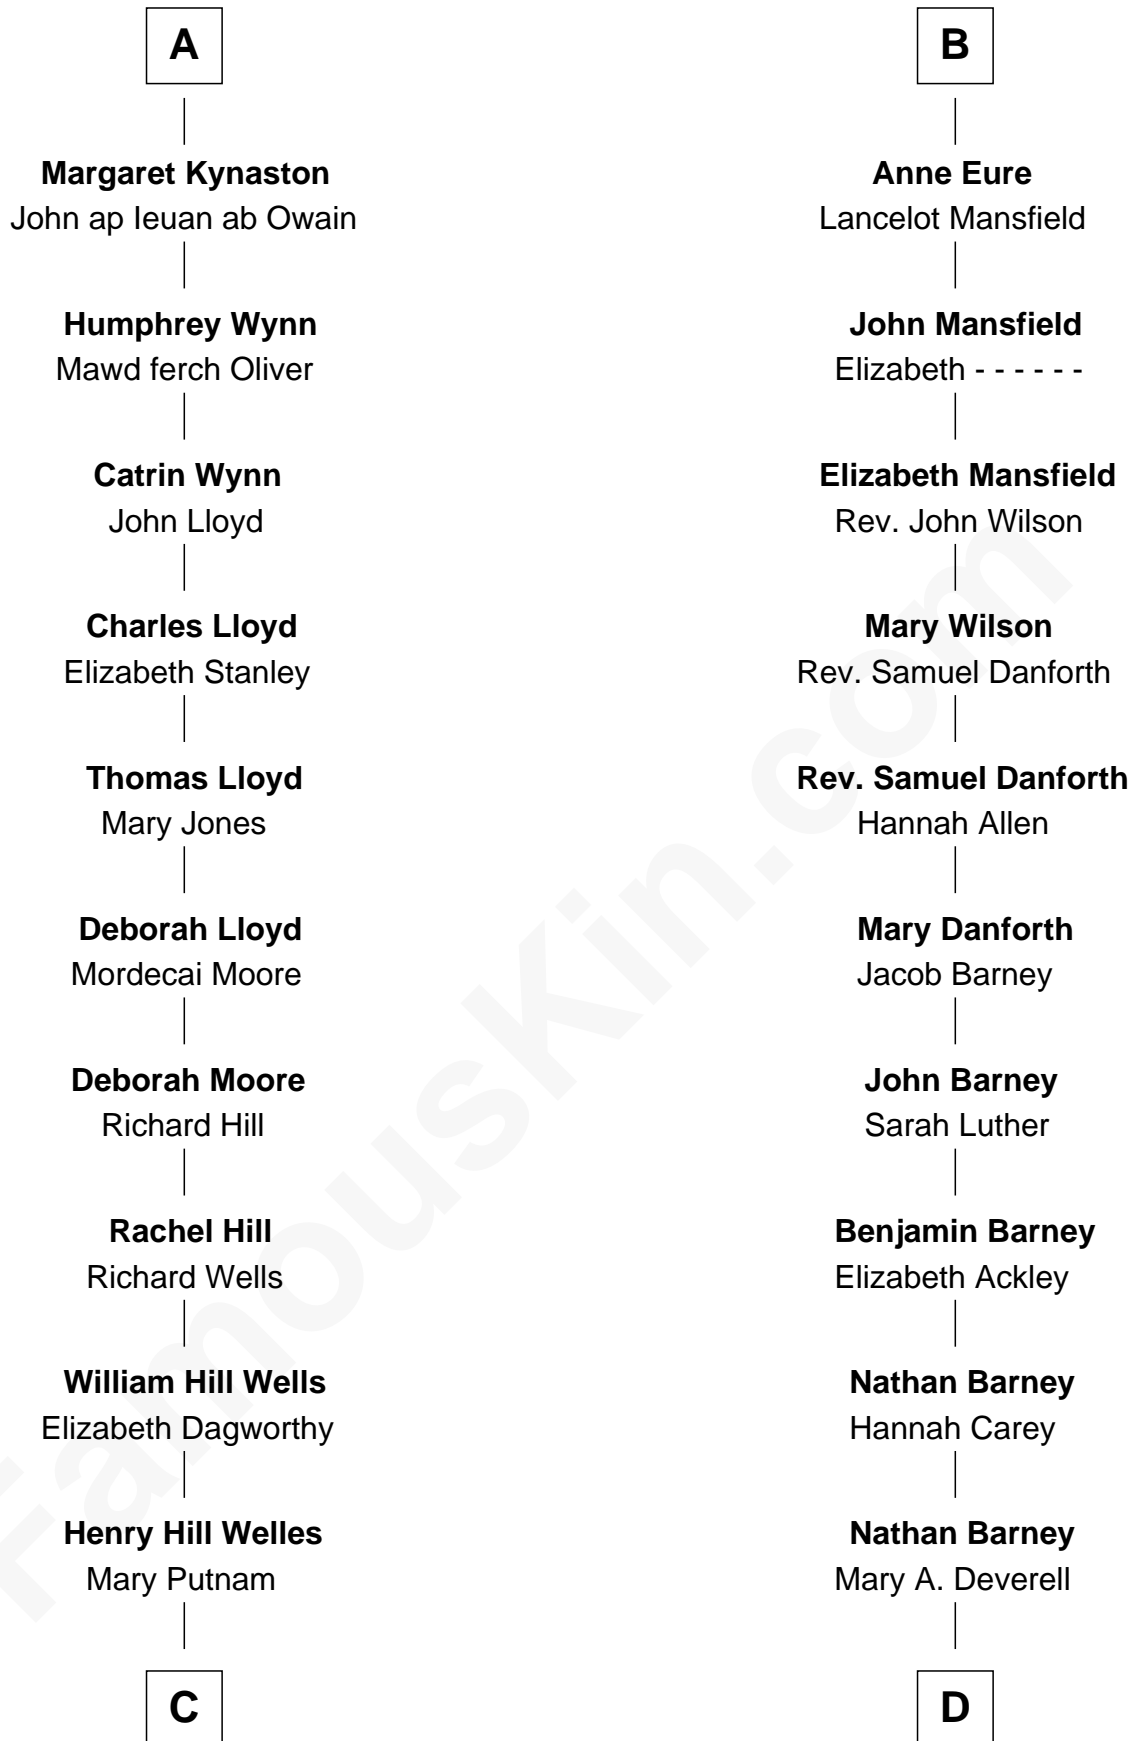 A
Margaret Kynaston
John ap Ieuan ab Owain
Humphrey Wynn
Mawd ferch Oliver
Catrin Wynn
John Lloyd
Charles Lloyd
Elizabeth Stanley
Thomas Lloyd
Mary Jones
Deborah Lloyd
Mordecai Moore
Deborah Moore
Richard Hill
Rachel Hill
Richard Wells
William Hill Wells
Elizabeth Dagworthy
Henry Hill Welles
Mary Putnam
C
B
Anne Eure
Lancelot Mansfield
John Mansfield
Elizabeth - - - - - -
Elizabeth Mansfield
Rev. John Wilson
Mary Wilson
Rev. Samuel Danforth
Rev. Samuel Danforth
Hannah Allen
Mary Danforth
Jacob Barney
John Barney
Sarah Luther
Benjamin Barney
Elizabeth Ackley
Nathan Barney
Hannah Carey
Nathan Barney
Mary A. Deverell
D
FamousKin.com